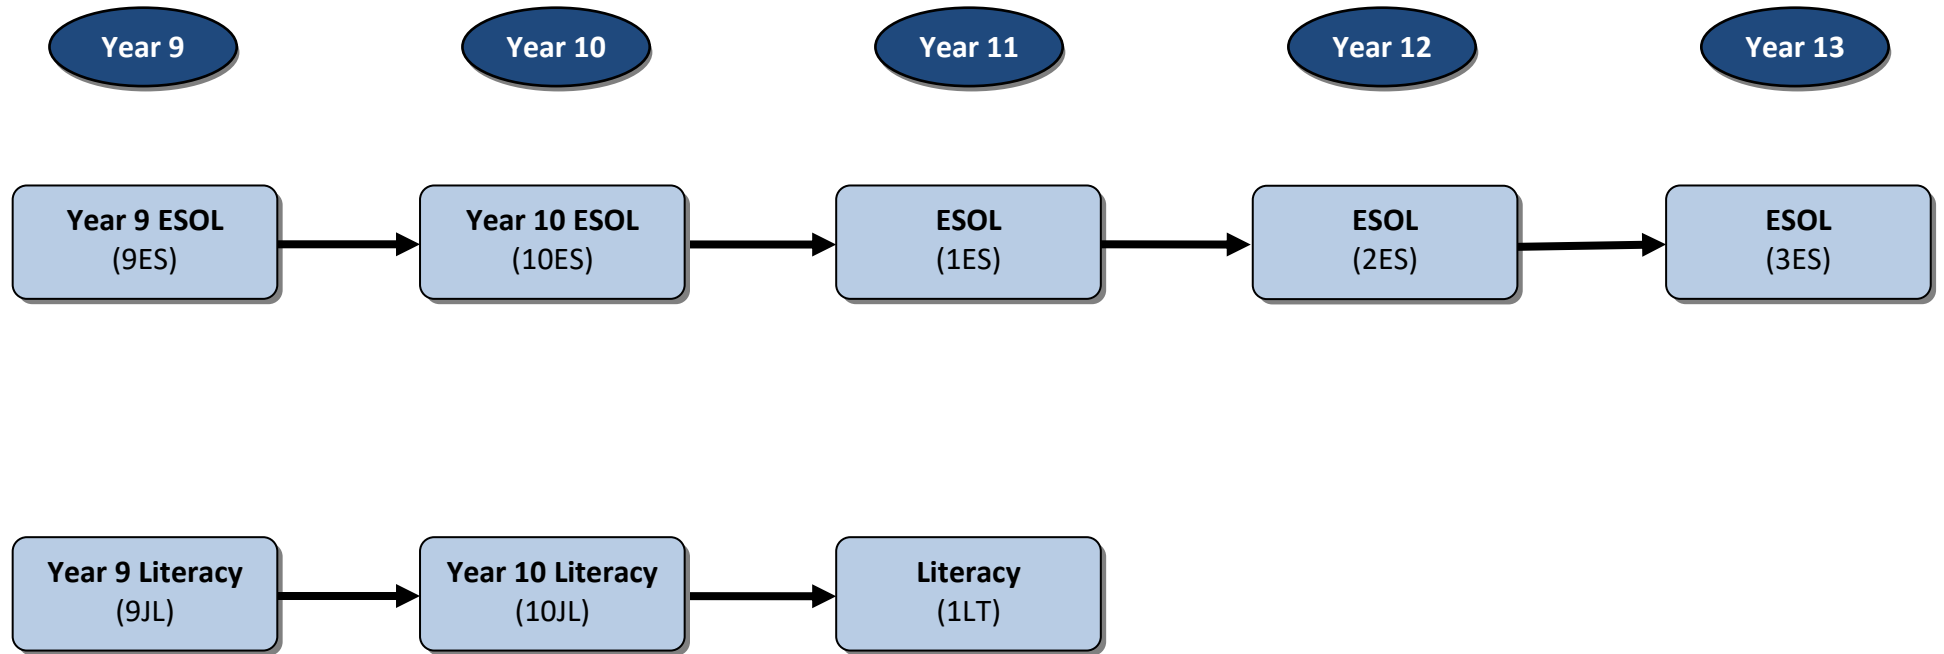 Year 9
Year 10
Year 11
Year 12
Year 13
Year 9 ESOL
(9ES)
Year 10 ESOL
(10ES)
ESOL
(1ES)
ESOL
(2ES)
ESOL
(3ES)
Year 9 Literacy
(9JL)
Year 10 Literacy
(10JL)
Literacy
(1LT)